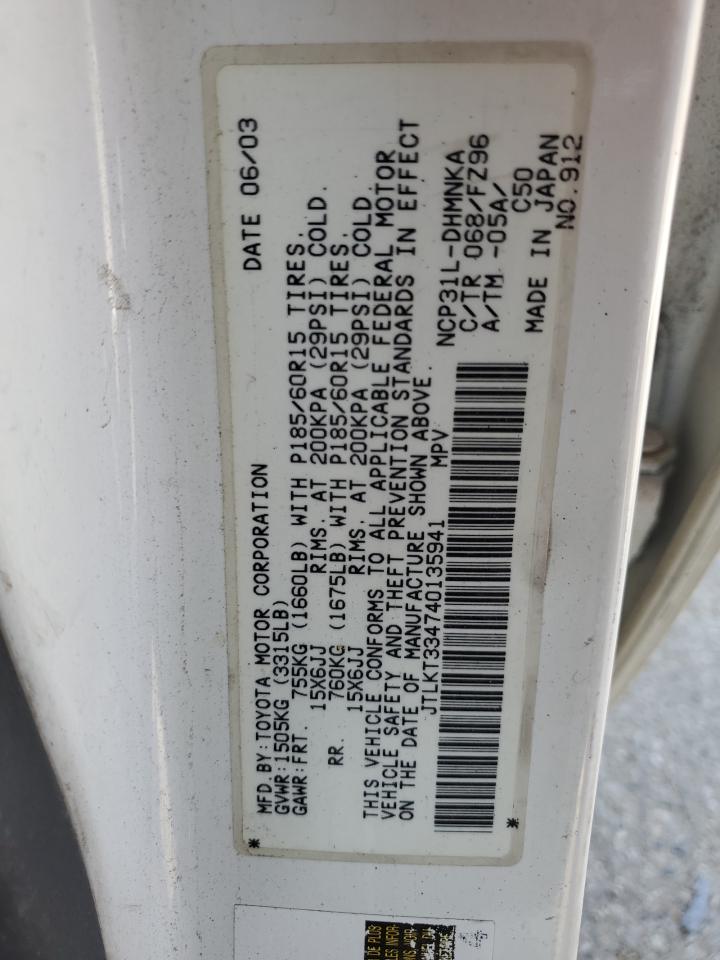 MFD.BY:TOYOTA MOTOR CORPORATION DATE 06/03
GVWR:1505KG (3315LB)
GAWR:FRT. 755KG (1660LB) WITH P185/60R15 TIRES.
15X6JJ RIMS. AT 200KPA (29PSI) COLD.
RR. 760KG (1675LB) WITH P185/60R15 TIRES.
15X6JJ RIMS. AT 200KPA (29PSI) COLD.
THIS VEHICLE CONFORMS TO ALL APPLICABLE FEDERAL MOTOR
VEHICLE SAFETY AND THEFT PREVENTION STANDARDS IN EFFECT
ON THE DATE OF MANUFACTURE SHOWN ABOVE.
JTLKT334740135941 MPV
NCP31L-DHMNKA
C/TR 068/FZ96
A/TM -05A/
C50
MADE IN JAPAN
NO.912
* *
DE PLUS
LES INFOR-